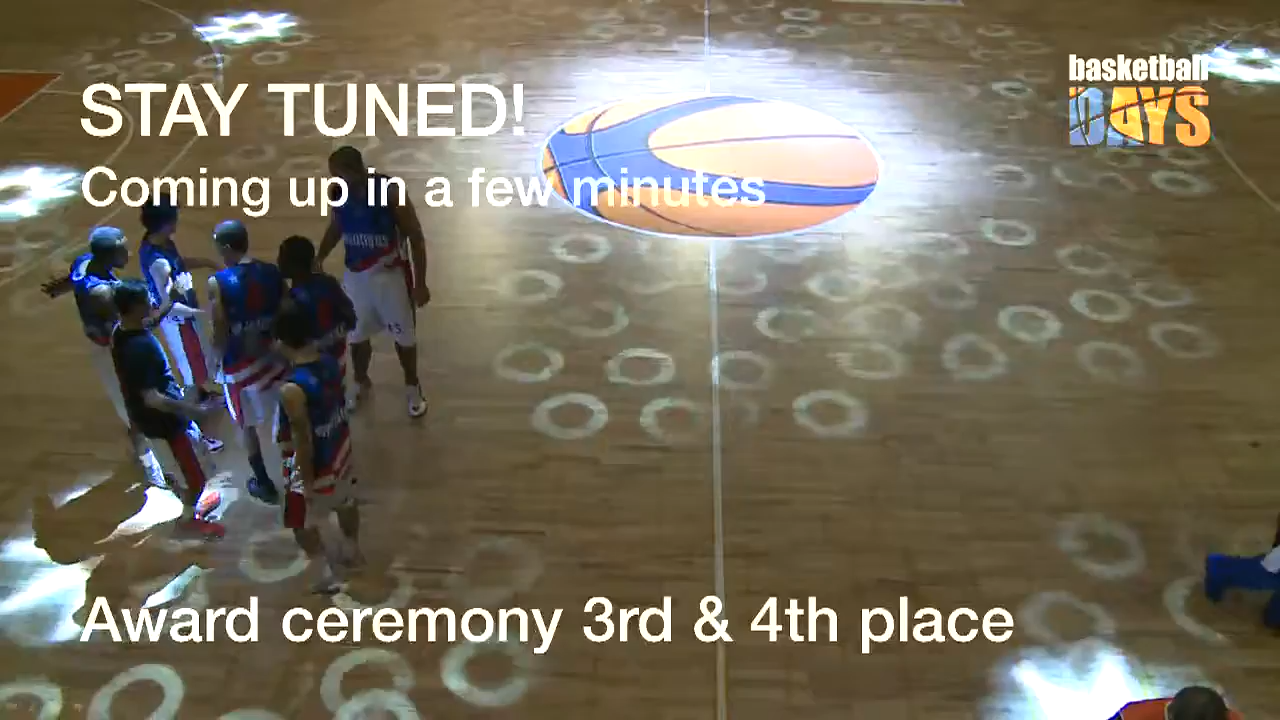 STAY TUNED!
basketball
DAYS
Coming up in a few minutes
Award ceremony 3rd & 4th place